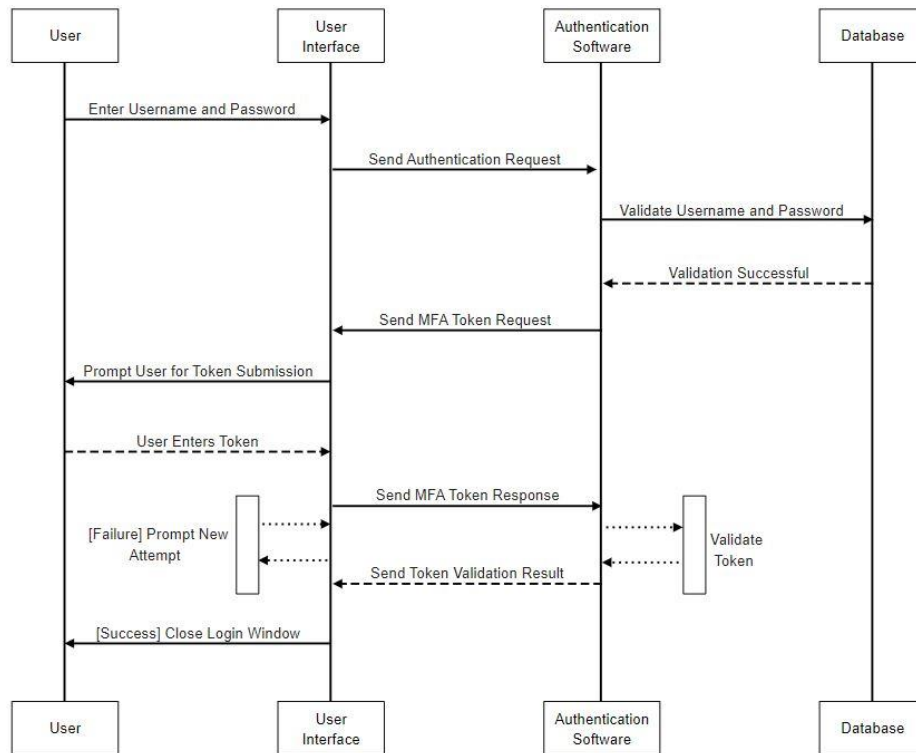 User
User
Interface
Authentication
Software
Database
Enter Username and Password
Send Authentication Request
Validate Username and Password
Validation Successful
Send MFA Token Request
Prompt User for Token Submission
User Enters Token
Send MFA Token Response
[Failure] Prompt New
Attempt
Validate
Token
Send Token Validation Result
[Success] Close Login Window
User
User
Interface
Authentication
Software
Database